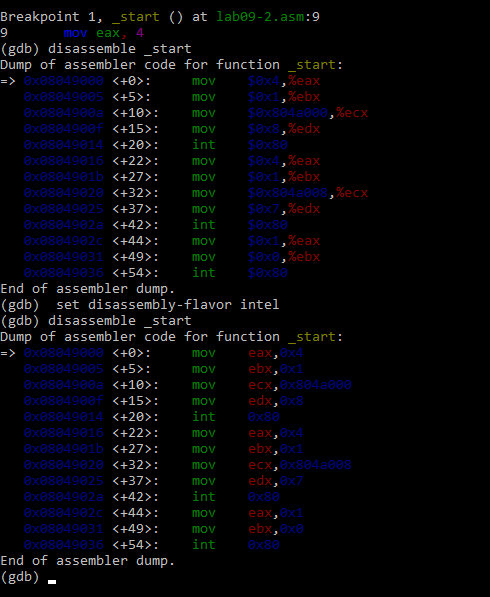 Breakpoint 1, _start () at lab09-2.asm:9
9 mov eax, 4
(gdb) disassemble _start
Dump of assembler code for function _start:
=> 0x08049000 <+0>: mov $0x4,%eax
0x08049005 <+5>: mov $0x1,%ebx
0x0804900a <+10>: mov $0x804a000,%ecx
0x0804900f <+15>: mov $0x8,%edx
0x08049014 <+20>: int $0x80
0x08049016 <+22>: mov $0x4,%eax
0x0804901b <+27>: mov $0x1,%ebx
0x08049020 <+32>: mov $0x804a008,%ecx
0x08049025 <+37>: mov $0x7,%edx
0x0804902a <+42>: int $0x80
0x0804902c <+44>: mov $0x1,%eax
0x08049031 <+49>: mov $0x0,%ebx
0x08049036 <+54>: int $0x80
End of assembler dump.
(gdb) set disassembly-flavor intel
(gdb) disassemble _start
Dump of assembler code for function _start:
=> 0x08049000 <+0>: mov eax,0x4
0x08049005 <+5>: mov ebx,0x1
0x0804900a <+10>: mov ecx,0x804a000
0x0804900f <+15>: mov edx,0x8
0x08049014 <+20>: int 0x80
0x08049016 <+22>: mov eax,0x4
0x0804901b <+27>: mov ebx,0x1
0x08049020 <+32>: mov ecx,0x804a008
0x08049025 <+37>: mov edx,0x7
0x0804902a <+42>: int 0x80
0x0804902c <+44>: mov eax,0x1
0x08049031 <+49>: mov ebx,0x0
0x08049036 <+54>: int 0x80
End of assembler dump.
(gdb)